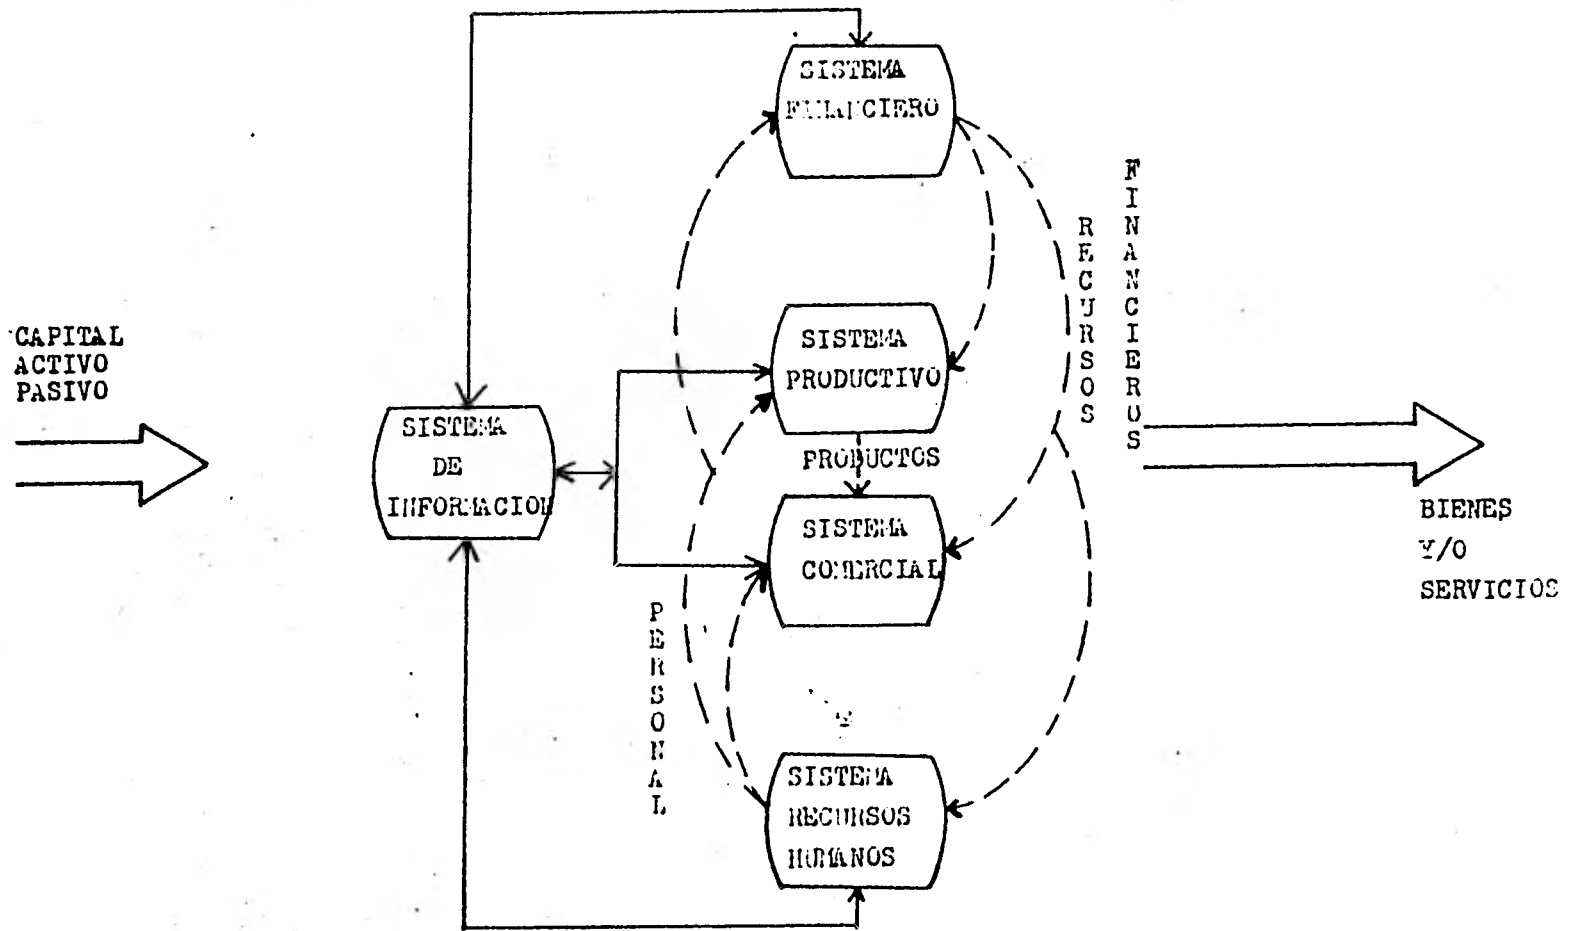 SISTEMA
FINANCIERO
RECURSOS
FINANCIEROS
CAPITAL
ACTIVO
PASIVO
SISTEMA
PRODUCTIVO
SISTEMA
DE
INFORMACION
PRODUCTOS
SISTEMA
COMERCIAL
BIENES
Y/O
SERVICIOS
PERSONAL
SISTEMA
RECURSOS
HUMANOS